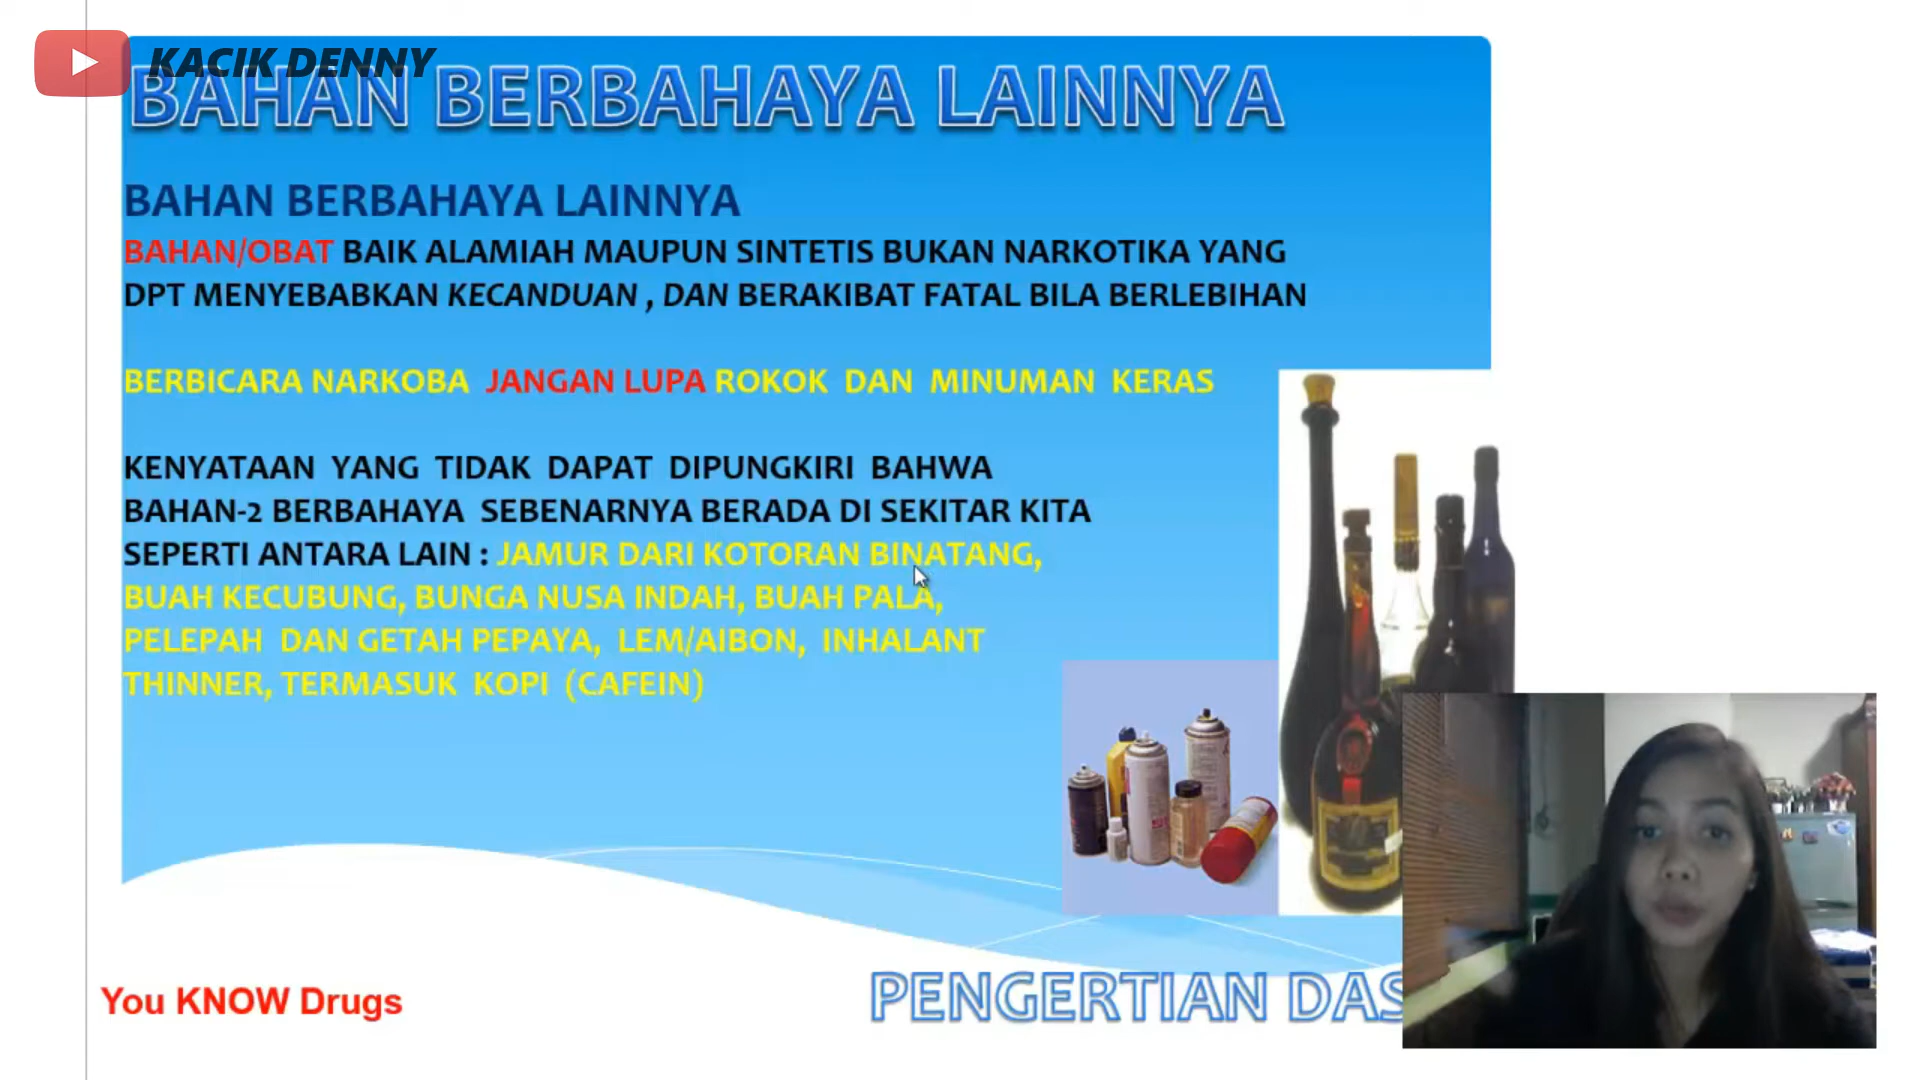 KACIK DENNY
BAHAN BERBAHAYA LAINNYA
BAHAN BERBAHAYA LAINNYA
BAHAN/OBAT BAIK ALAMIAH MAUPUN SINTETIS BUKAN NARKOTIKA YANG
DPT MENYEBABKAN KECANDUAN , DAN BERAKIBAT FATAL BILA BERLEBIHAN
BERBICARA NARKOBA JANGAN LUPA ROKOK DAN MINUMAN KERAS
KENYATAAN YANG TIDAK DAPAT DIPUNGKIRI BAHWA
BAHAN-2 BERBAHAYA SEBENARNYA BERADA DI SEKITAR KITA
SEPERTI ANTARA LAIN : JAMUR DARI KOTORAN BINATANG,
BUAH KECUBUNG, BUNGA NUSA INDAH, BUAH PALA,
PELEPAH DAN GETAH PEPAYA, LEM/AIBON, INHALANT
THINNER, TERMASUK KOPI (CAFEIN)
You KNOW Drugs
PENGERTIAN DAS